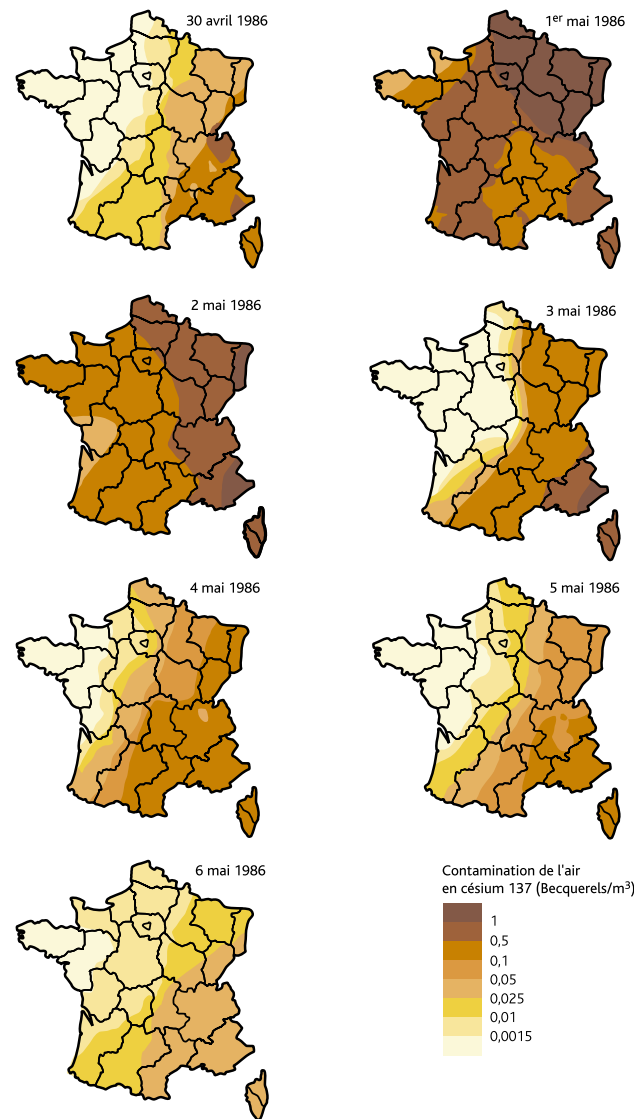 30 avril 1986
1er mai 1986
2 mai 1986
3 mai 1986
4 mai 1986
5 mai 1986
6 mai 1986
Contamination de l'air
en césium 137 (Becquerels/m3)
1
0,5
0,1
0,05
0,025
0,01
0,0015